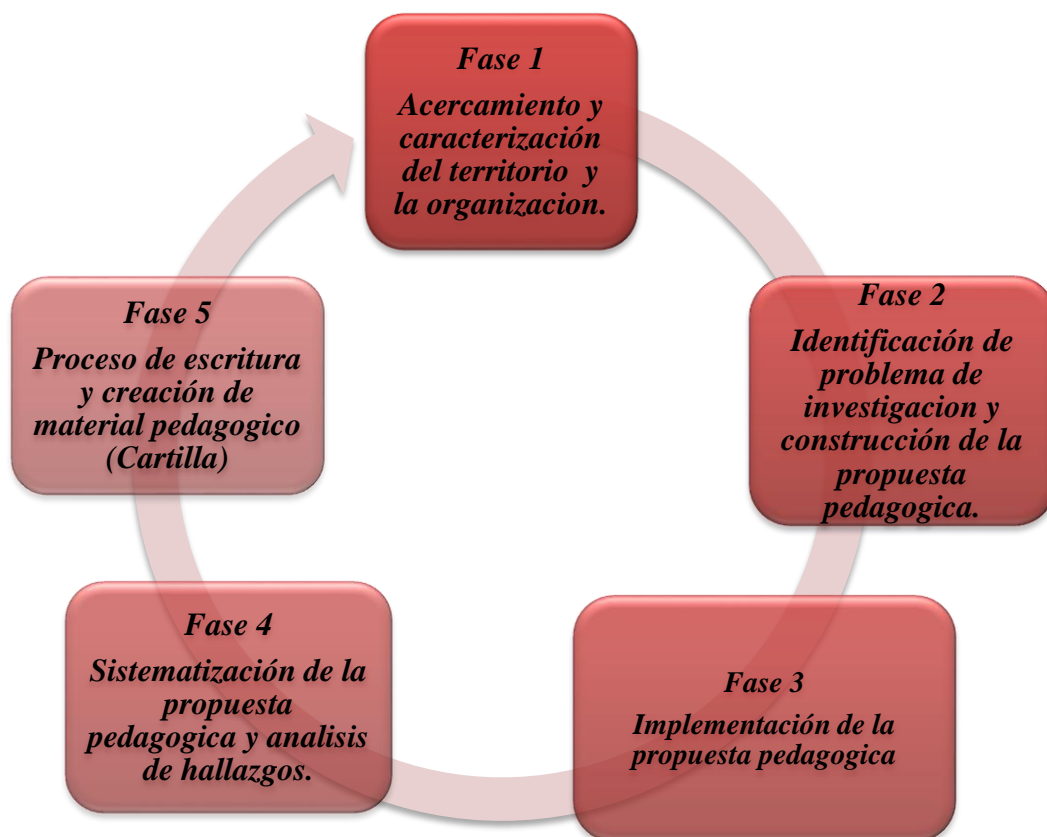 Fase 1
Acercamiento y
caracterización
del territorio y
la organizacion.
Fase 2
Identificación de
problema de
investigacion y
construcción de la
propuesta
pedagogica.
Fase 3
Implementación de la
propuesta pedagogica
Fase 4
Sistematización de la
propuesta
pedagogica y analisis
de hallazgos.
Fase 5
Proceso de escritura
y creación de
material pedagogico
(Cartilla)